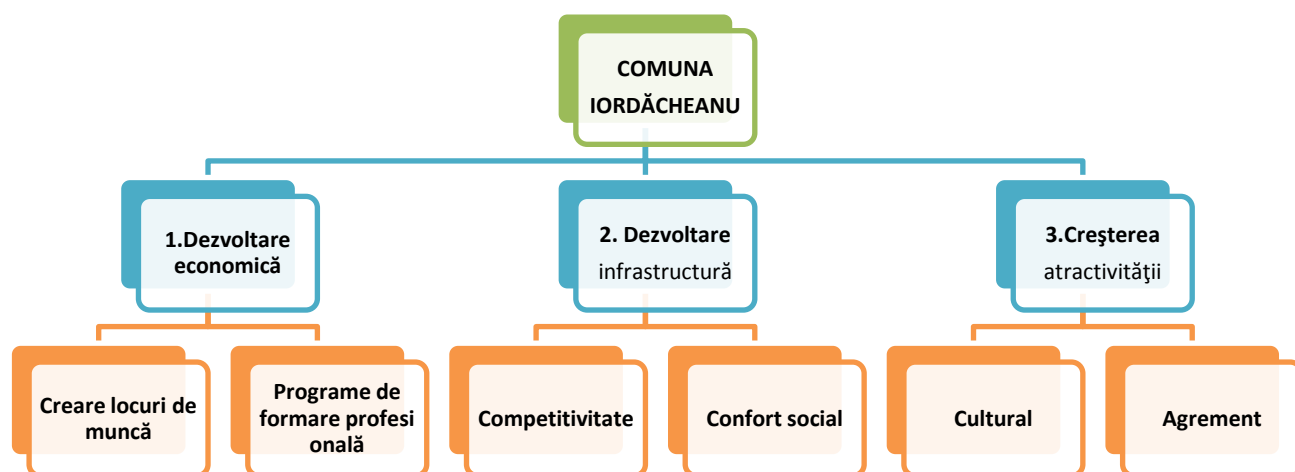 COMUNA
IORDĂCHEANU
1.Dezvoltare
economică
2. Dezvoltare
infrastructură
3.Creşterea
atractivităţii
Creare locuri de
muncă
Programe de
formare profesi
onală
Competitivitate
Confort social
Cultural
Agrement